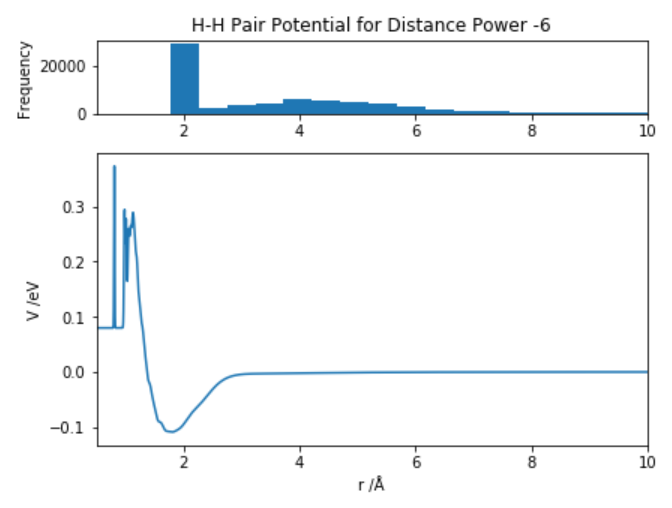 H-H Pair Potential for Distance Power -6
Frequency
20000
0
2 4 6 8 10
V /eV
0.3
0.2
0.1
0.0
−0.1
2 4 6 8 10
r /Å